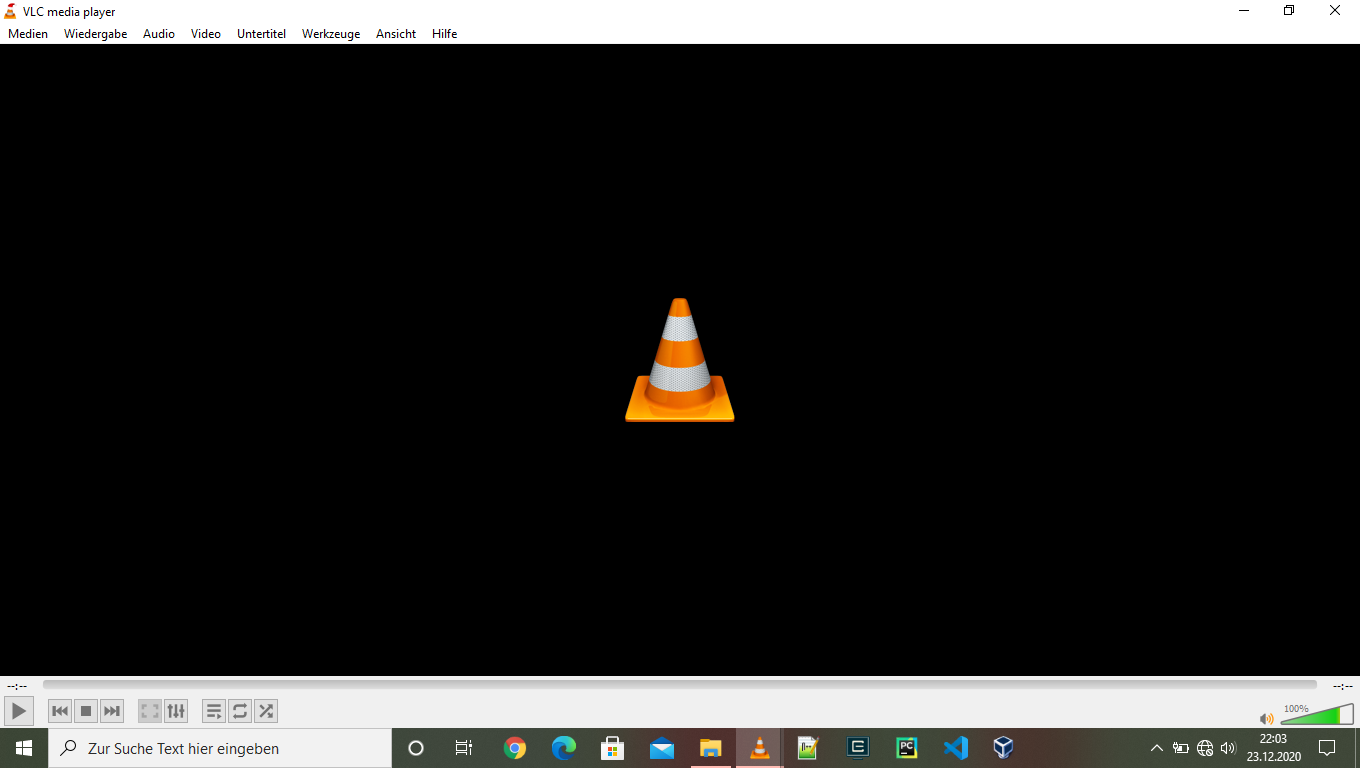 VLC media player
Medien Wiedergabe Audio Video Untertitel Werkzeuge Ansicht Hilfe
--:-- --:--
100%
Zur Suche Text hier eingeben
22:03
23.12.2020